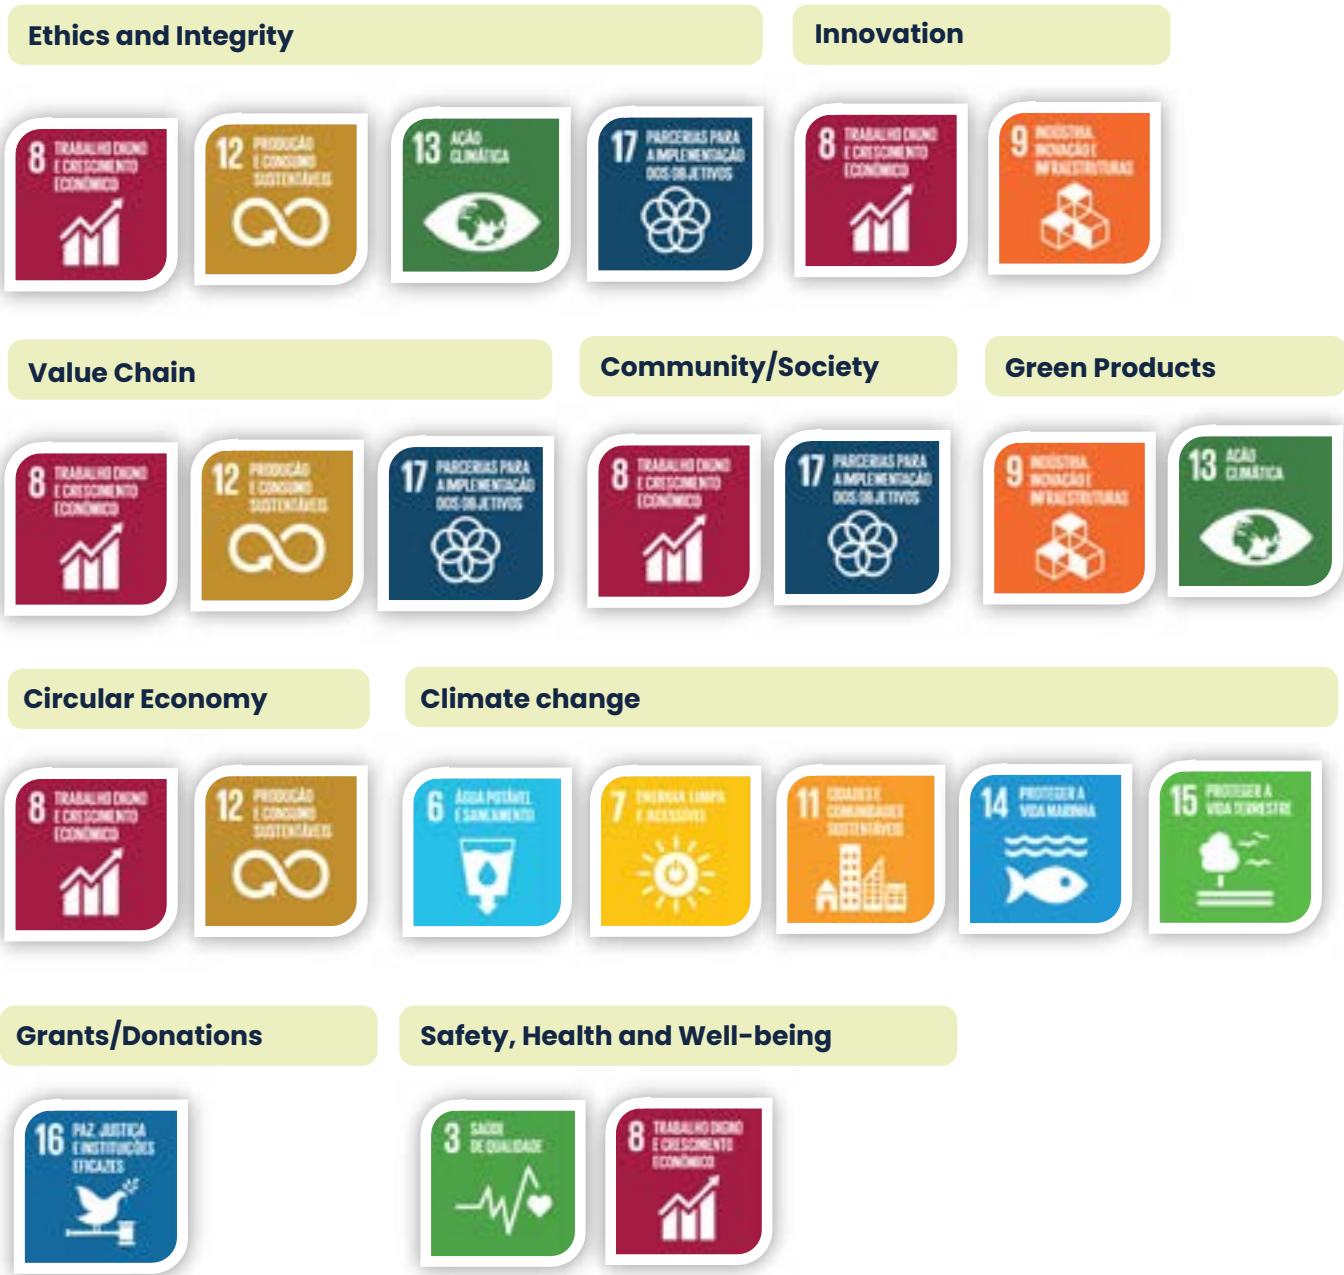 Ethics and Integrity
8 TRABALHO DIGNO
E CRESCIMENTO
ECONÓMICO
12 PRODUÇÃO
E CONSUMO
SUSTENTÁVEIS
13 AÇÃO
CLIMÁTICA
17 PARCERIAS PARA
A IMPLEMENTAÇÃO
DOS OBJETIVOS
Innovation
8 TRABALHO DIGNO
E CRESCIMENTO
ECONÓMICO
9 INDÚSTRIA,
INOVAÇÃO E
INFRAESTRUTURAS
Value Chain
8 TRABALHO DIGNO
E CRESCIMENTO
ECONÓMICO
12 PRODUÇÃO
E CONSUMO
SUSTENTÁVEIS
17 PARCERIAS PARA
A IMPLEMENTAÇÃO
DOS OBJETIVOS
Community/Society
8 TRABALHO DIGNO
E CRESCIMENTO
ECONÓMICO
17 PARCERIAS PARA
A IMPLEMENTAÇÃO
DOS OBJETIVOS
Green Products
9 INDÚSTRIA,
INOVAÇÃO E
INFRAESTRUTURAS
13 AÇÃO
CLIMÁTICA
Circular Economy
8 TRABALHO DIGNO
E CRESCIMENTO
ECONÓMICO
12 PRODUÇÃO
E CONSUMO
SUSTENTÁVEIS
Climate change
6 ÁGUA POTÁVEL
E SANEAMENTO
7 ENERGIA LIMPA
E ACESSÍVEL
11 CIDADES E
COMUNIDADES
SUSTENTÁVEIS
14 PROTEGER A
VIDA MARINHA
15 PROTEGER A
VIDA TERRESTRE
Grants/Donations
16 PAZ, JUSTIÇA
E INSTITUIÇÕES
EFICAZES
Safety, Health and Well-being
3 SAÚDE
DE QUALIDADE
8 TRABALHO DIGNO
E CRESCIMENTO
ECONÓMICO